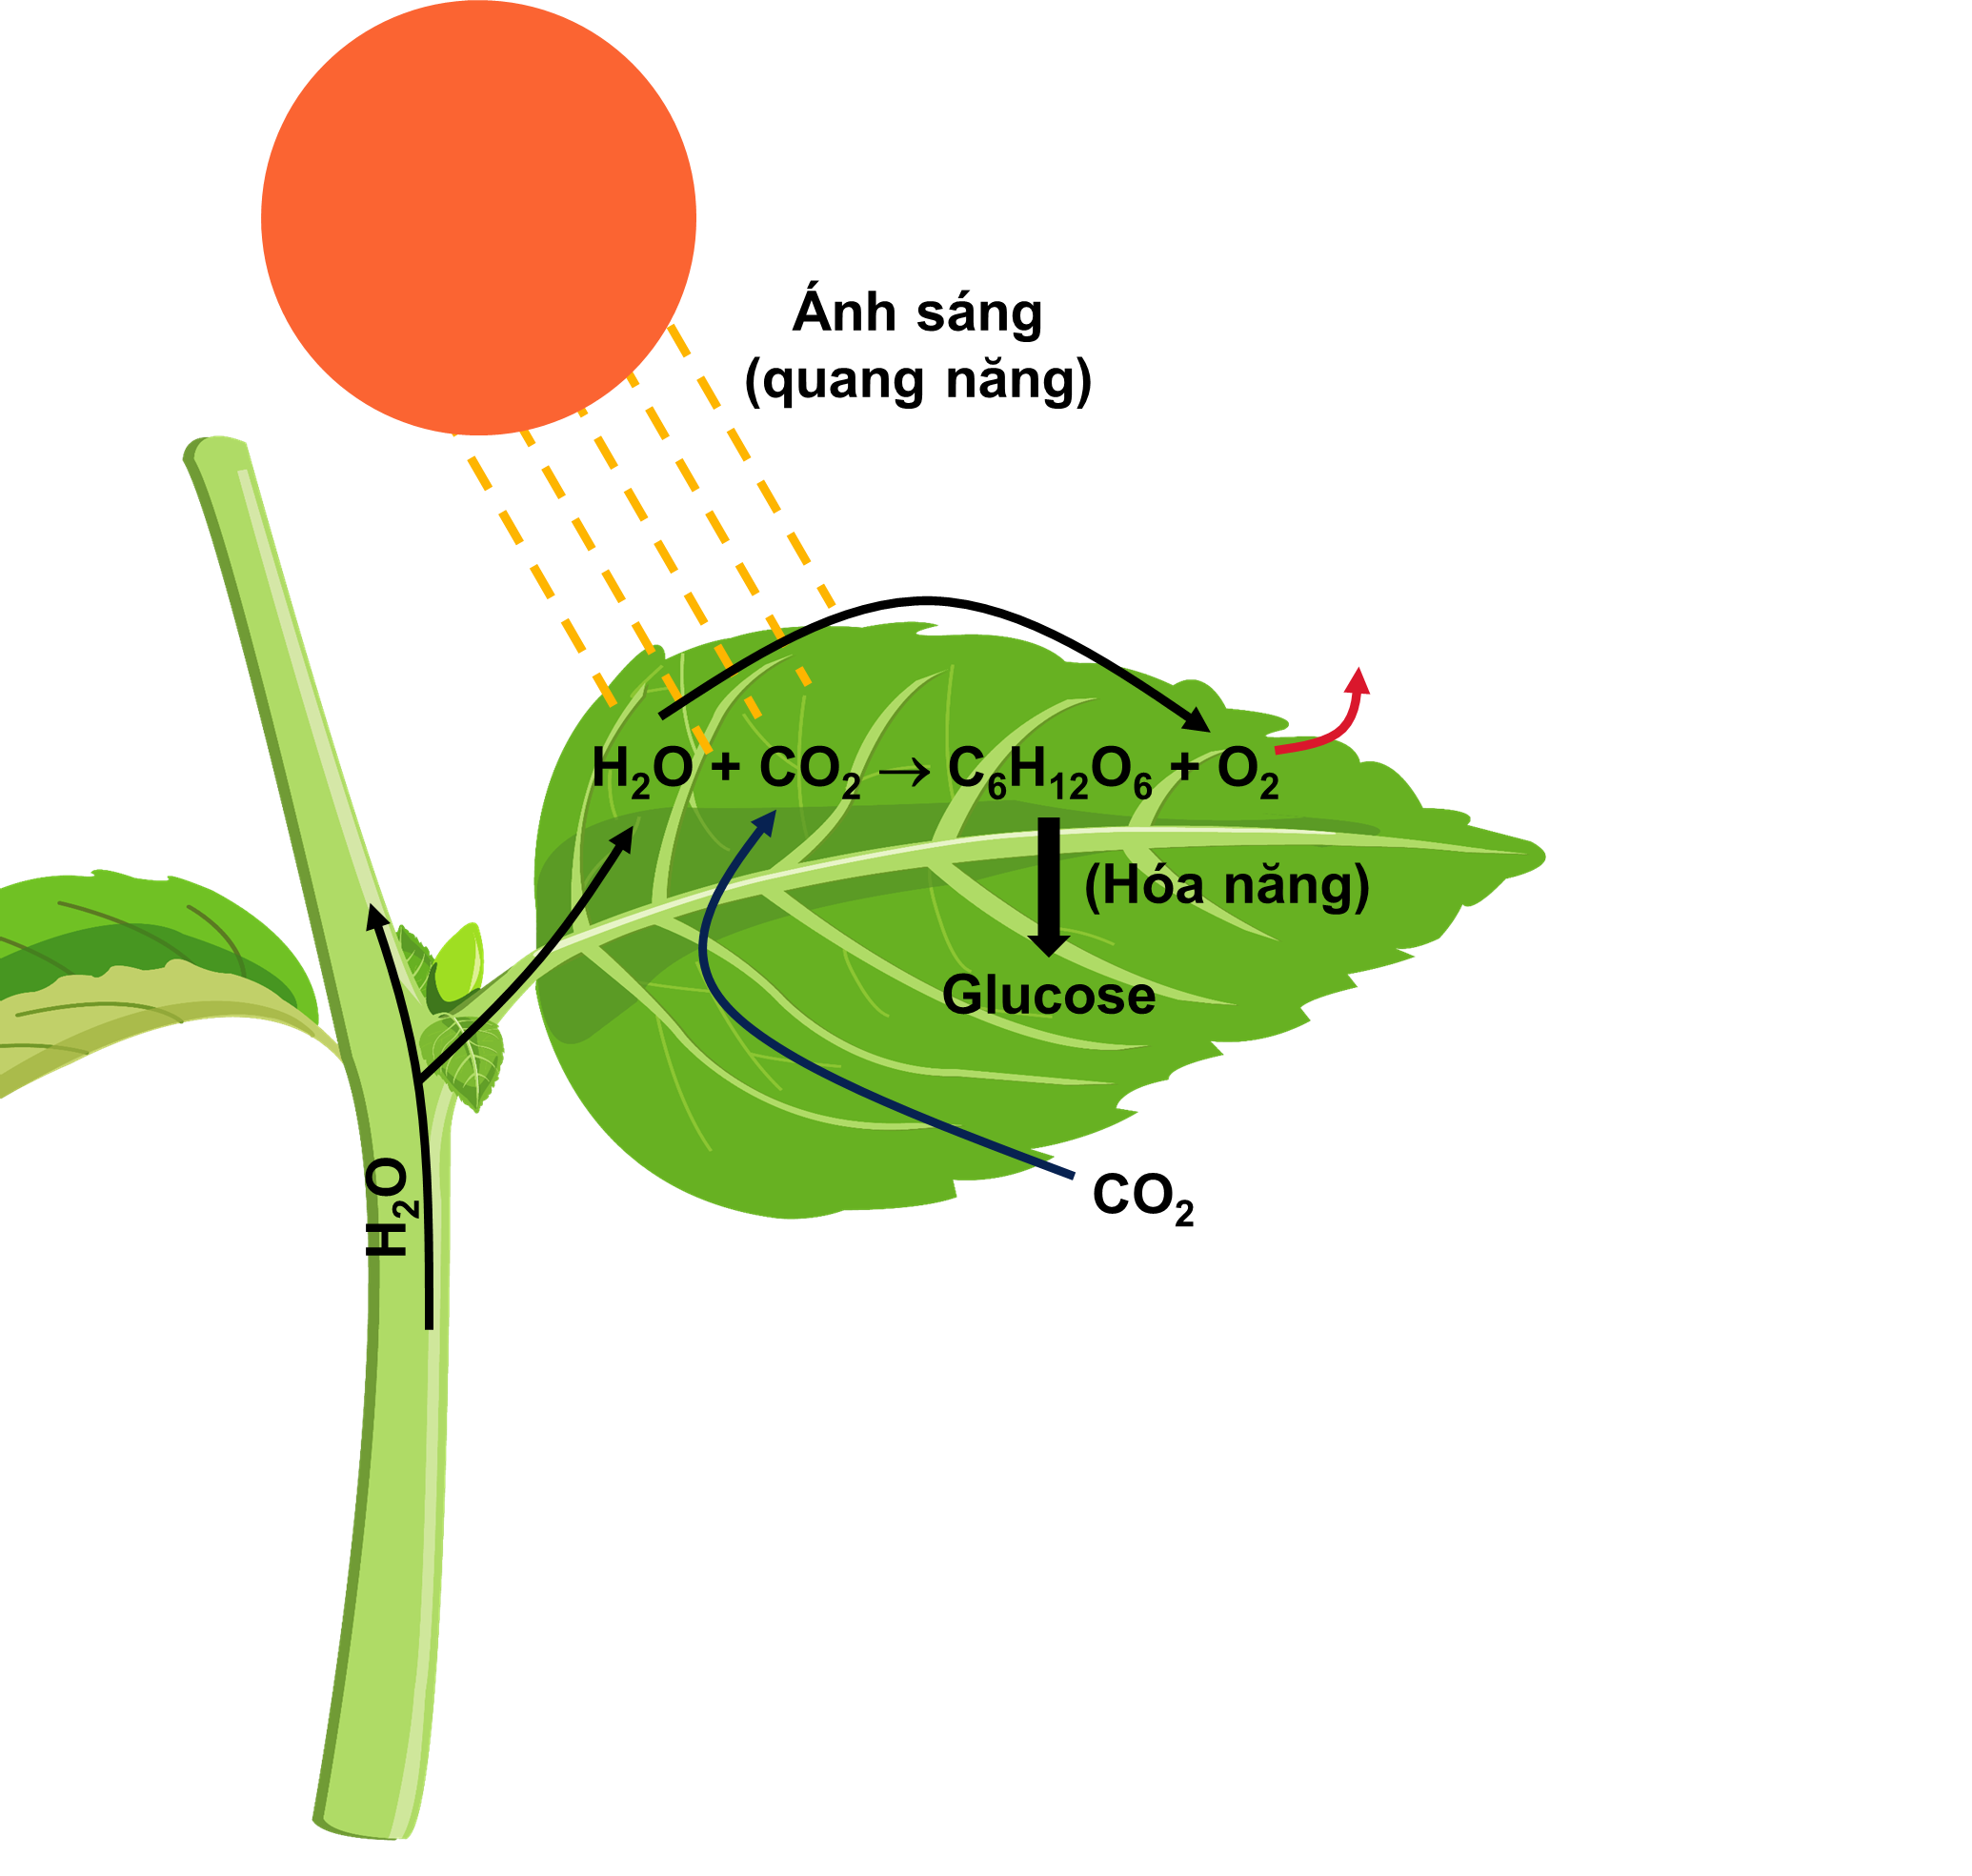 Ánh sáng
(quang năng)
H₂O + CO₂ → C₆H₁₂O₆ + O₂
(Hóa năng)
Glucose
H₂O
CO₂